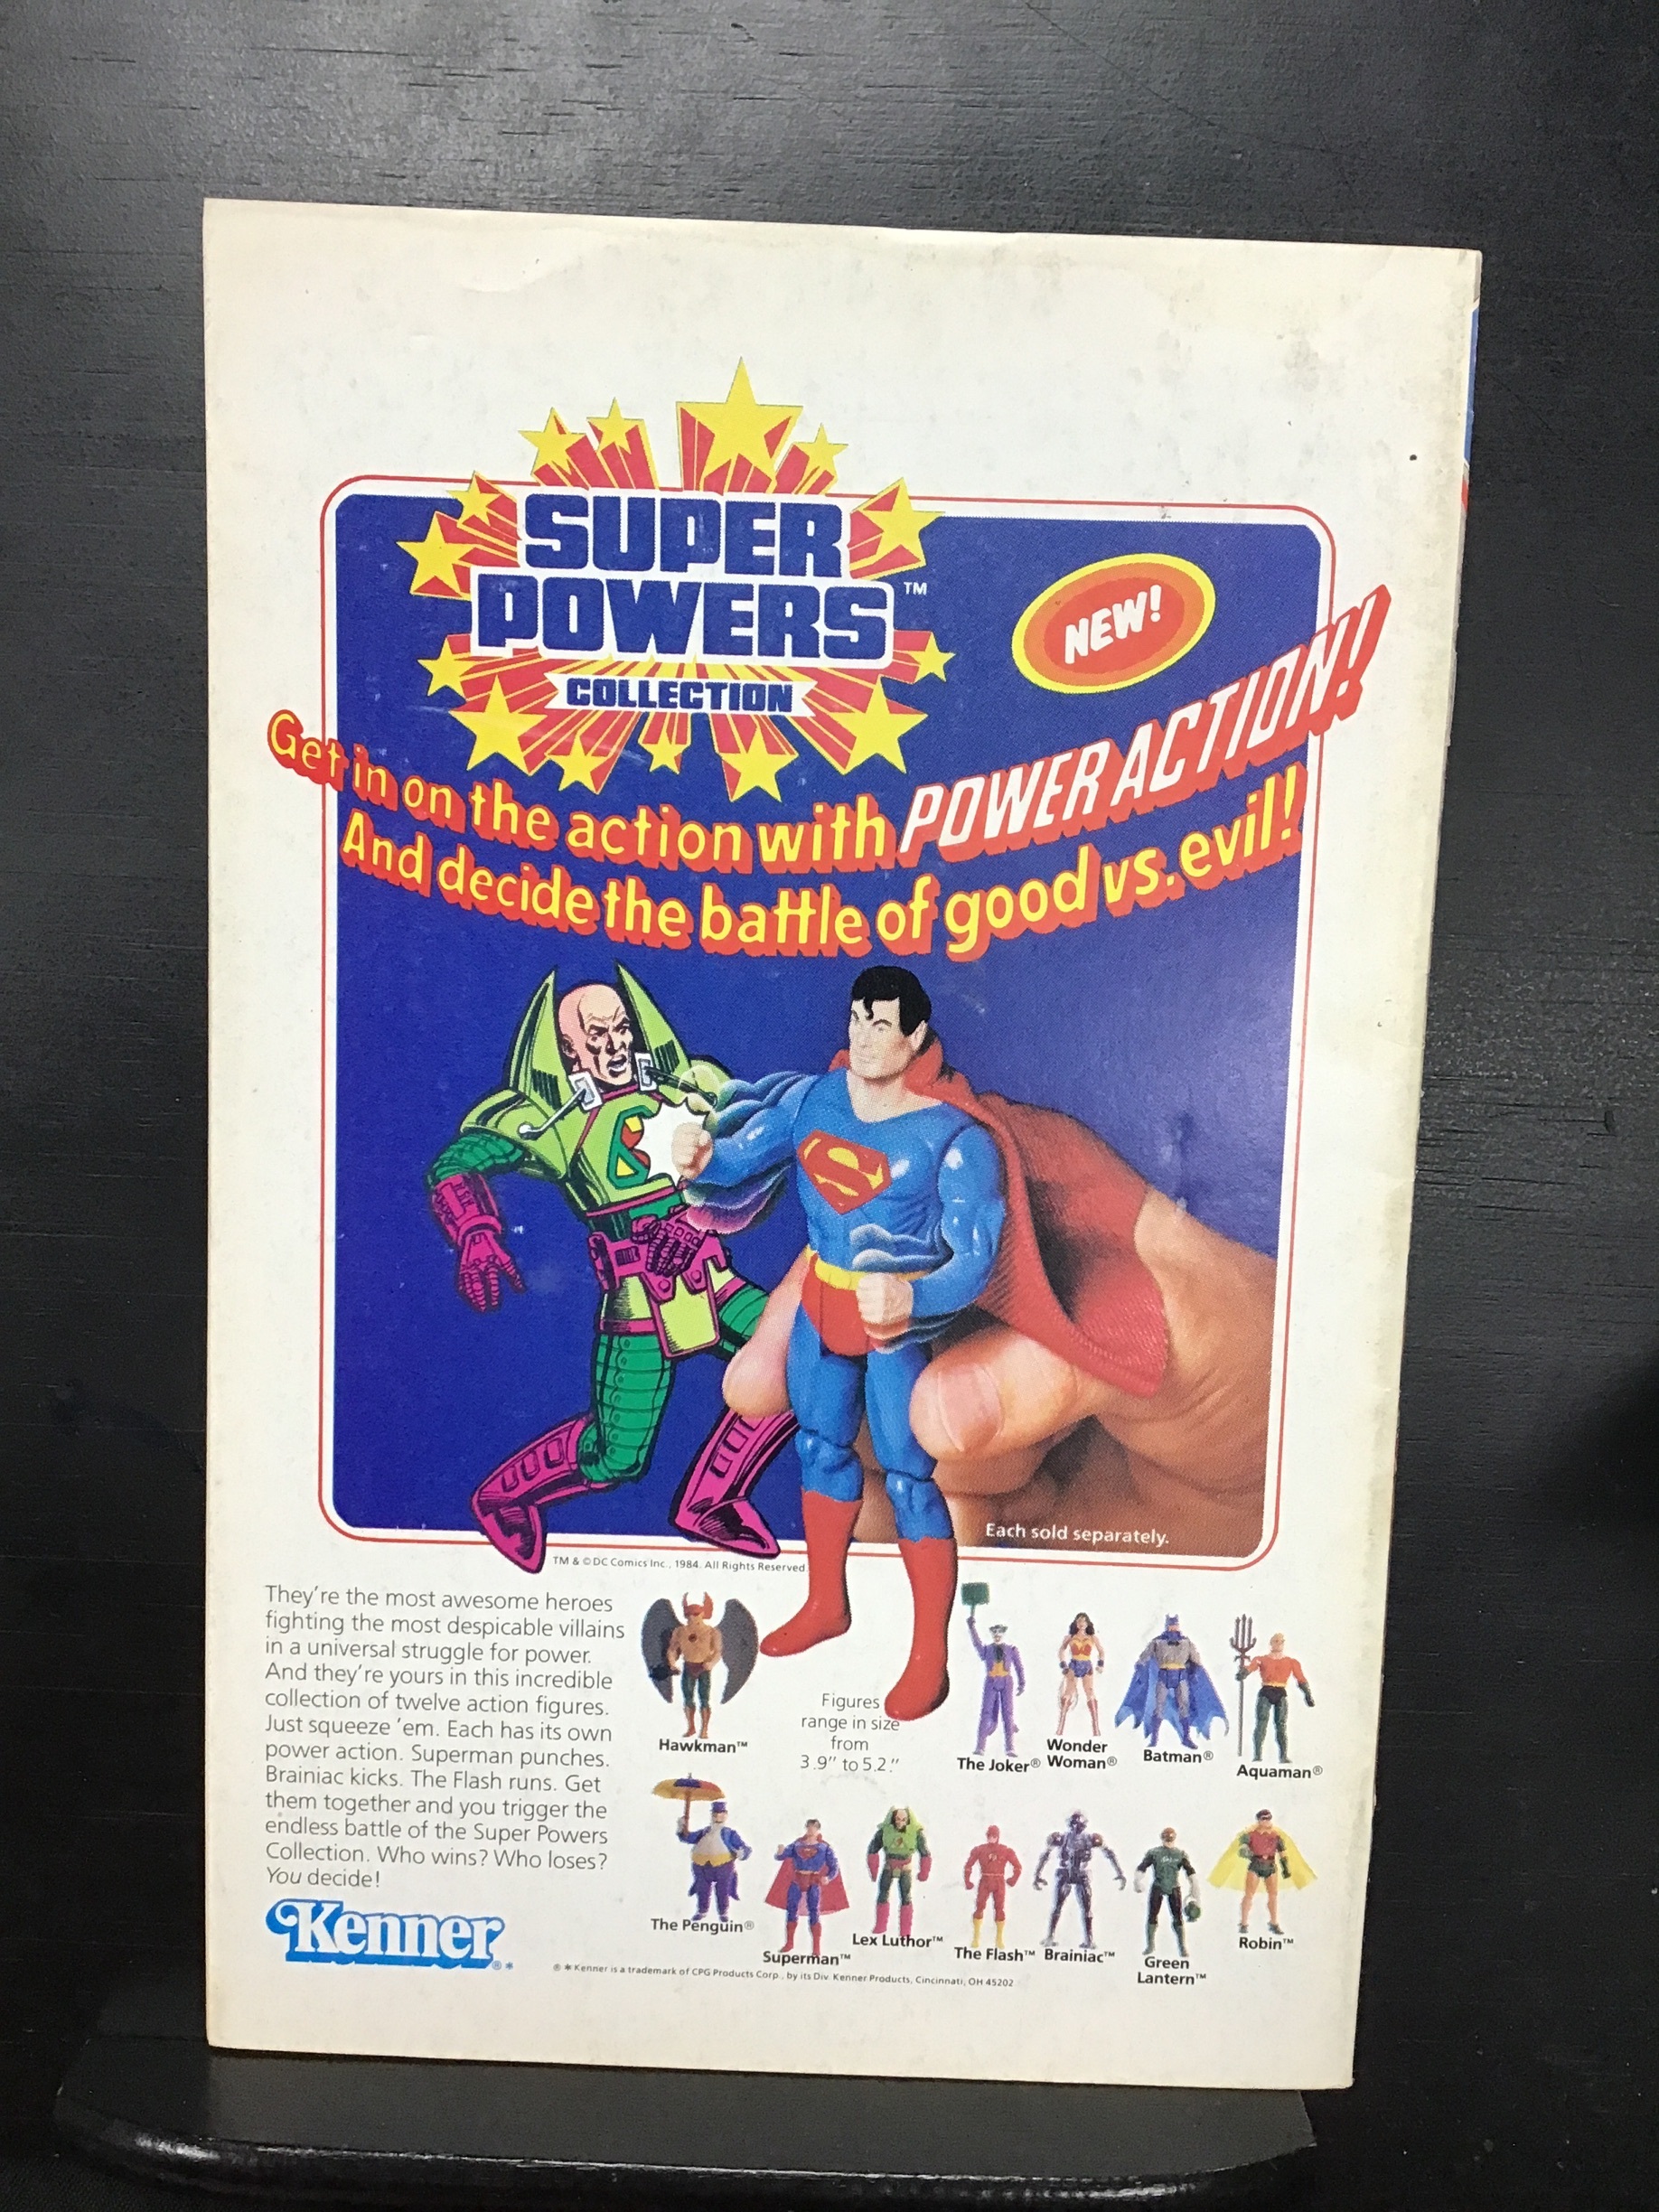 SUPER
POWERS™
COLLECTION
NEW!
Get in on the action with POWER ACTION!
And decide the battle of good vs. evil!
Each sold separately.
TM & © DC Comics Inc., 1984. All Rights Reserved
They're the most awesome heroes
fighting the most despicable villains
in a universal struggle for power.
And they're yours in this incredible
collection of twelve action figures.
Just squeeze 'em. Each has its own
power action. Superman punches.
Brainiac kicks. The Flash runs. Get
them together and you trigger the
endless battle of the Super Powers
Collection. Who wins? Who loses?
You decide!
Kenner®*
Hawkman™
Figures
range in size
from
3.9" to 5.2."
The Joker®
Wonder
Woman®
Batman®
Aquaman®
The Penguin®
Superman™
Lex Luthor™
The Flash™
Brainiac™
Green
Lantern™
Robin™
® * Kenner is a trademark of CPG Products Corp., by its Div. Kenner Products, Cincinnati, OH 45202